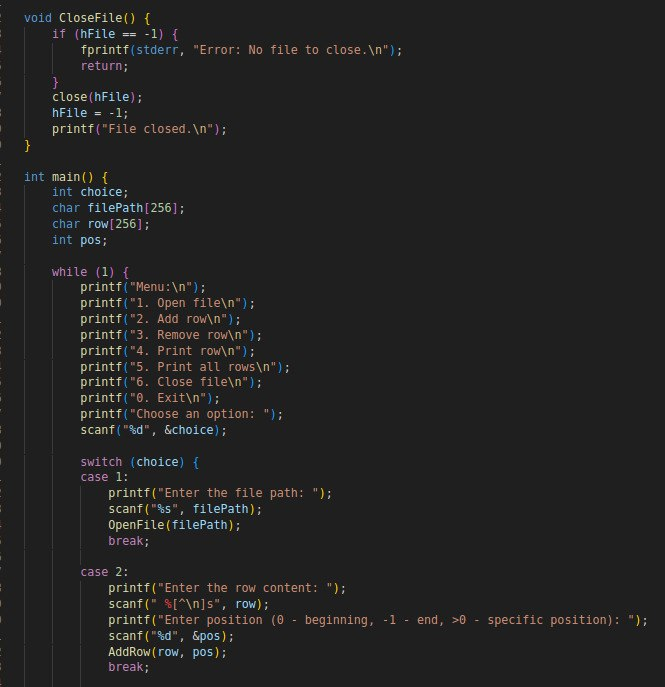 void CloseFile() {
    if (hFile == -1) {
        fprintf(stderr, "Error: No file to close.\n");
        return;
    }
    close(hFile);
    hFile = -1;
    printf("File closed.\n");
}

int main() {
    int choice;
    char filePath[256];
    char row[256];
    int pos;

    while (1) {
        printf("Menu:\n");
        printf("1. Open file\n");
        printf("2. Add row\n");
        printf("3. Remove row\n");
        printf("4. Print row\n");
        printf("5. Print all rows\n");
        printf("6. Close file\n");
        printf("0. Exit\n");
        printf("Choose an option: ");
        scanf("%d", &choice);

        switch (choice) {
        case 1:
            printf("Enter the file path: ");
            scanf("%s", filePath);
            OpenFile(filePath);
            break;

        case 2:
            printf("Enter the row content: ");
            scanf(" %[^\n]s", row);
            printf("Enter position (0 - beginning, -1 - end, >0 - specific position): ");
            scanf("%d", &pos);
            AddRow(row, pos);
            break;